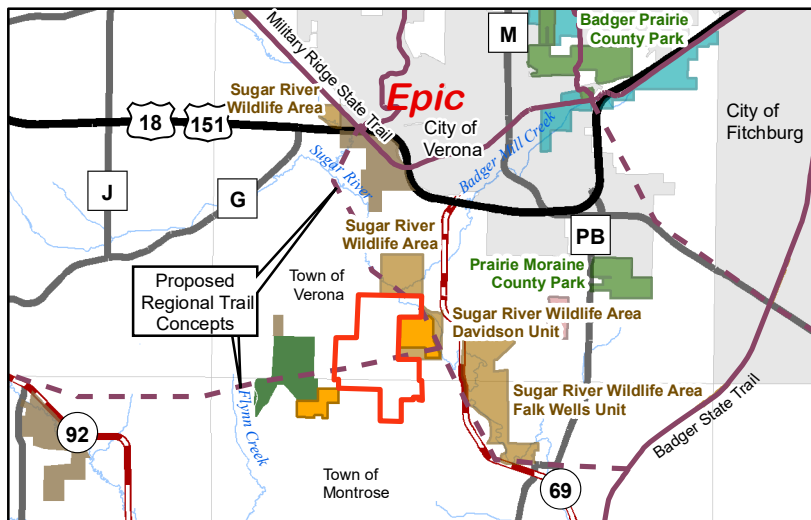 M
Badger Prairie
County Park
Military Ridge State Trail
Sugar River
Wildlife Area
Epic
18
151
City of
Verona
City of
Fitchburg
Badger Mill Creek
Sugar River
J
G
Sugar River
Wildlife Area
PB
Prairie Moraine
County Park
Proposed
Regional Trail
Concepts
Town of
Verona
Sugar River Wildlife Area
Davidson Unit
Sugar River Wildlife Area
Falk Wells Unit
Flynn Creek
Badger State Trail
92
Town of
Montrose
69